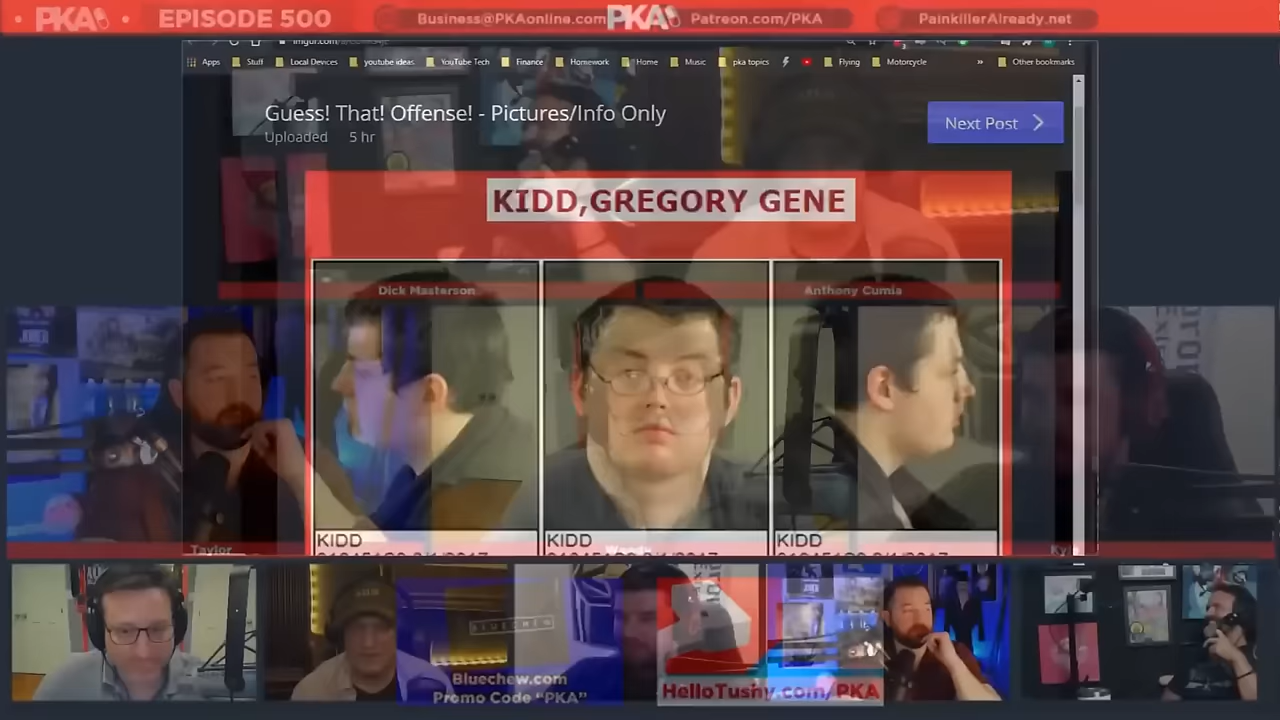 PKA EPISODE 500 Business@PKAonline.com PKA Patreon.com/PKA PainkillerAlready.net
Apps Stuff Local Devices youtube ideas YouTube Tech Finance Homework Home Music pka topics Flying Motorcycle » Other bookmarks
Guess! That! Offense! - Pictures/Info Only
Uploaded 5 hr
Next Post
KIDD,GREGORY GENE
Dick Masterson Anthony Cumia
KIDD KIDD KIDD
Taylor
Bluechew.com
Promo Code "PKA"
BLUECHEW
HelloTushy.com/PKA